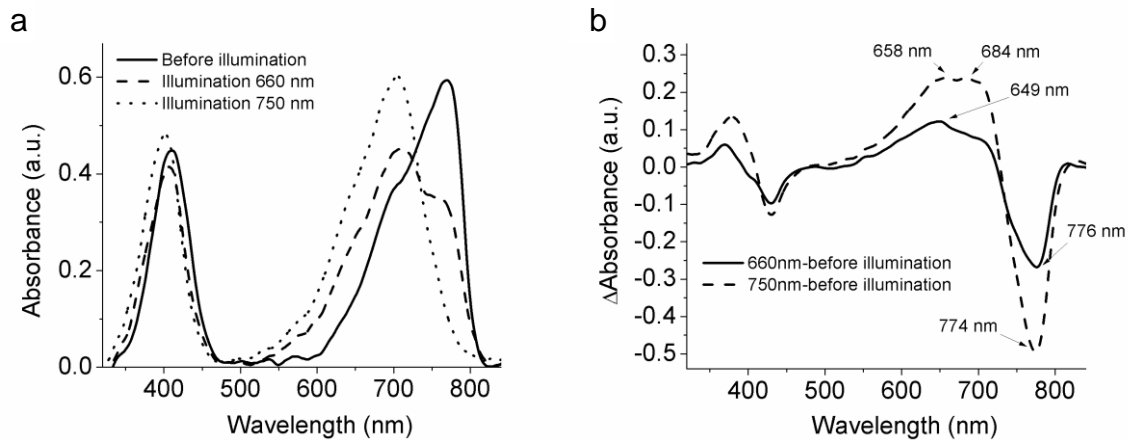 a
Before illumination
Illumination 660 nm
Illumination 750 nm
0.6
0.4
0.2
0.0
Absorbance (a.u.)
400 500 600 700 800
Wavelength (nm)
b
658 nm 684 nm
649 nm
776 nm
774 nm
660nm-before illumination
750nm-before illumination
0.3
0.2
0.1
0.0
-0.1
-0.2
-0.3
-0.4
-0.5
ΔAbsorbance (a.u.)
400 500 600 700 800
Wavelength (nm)